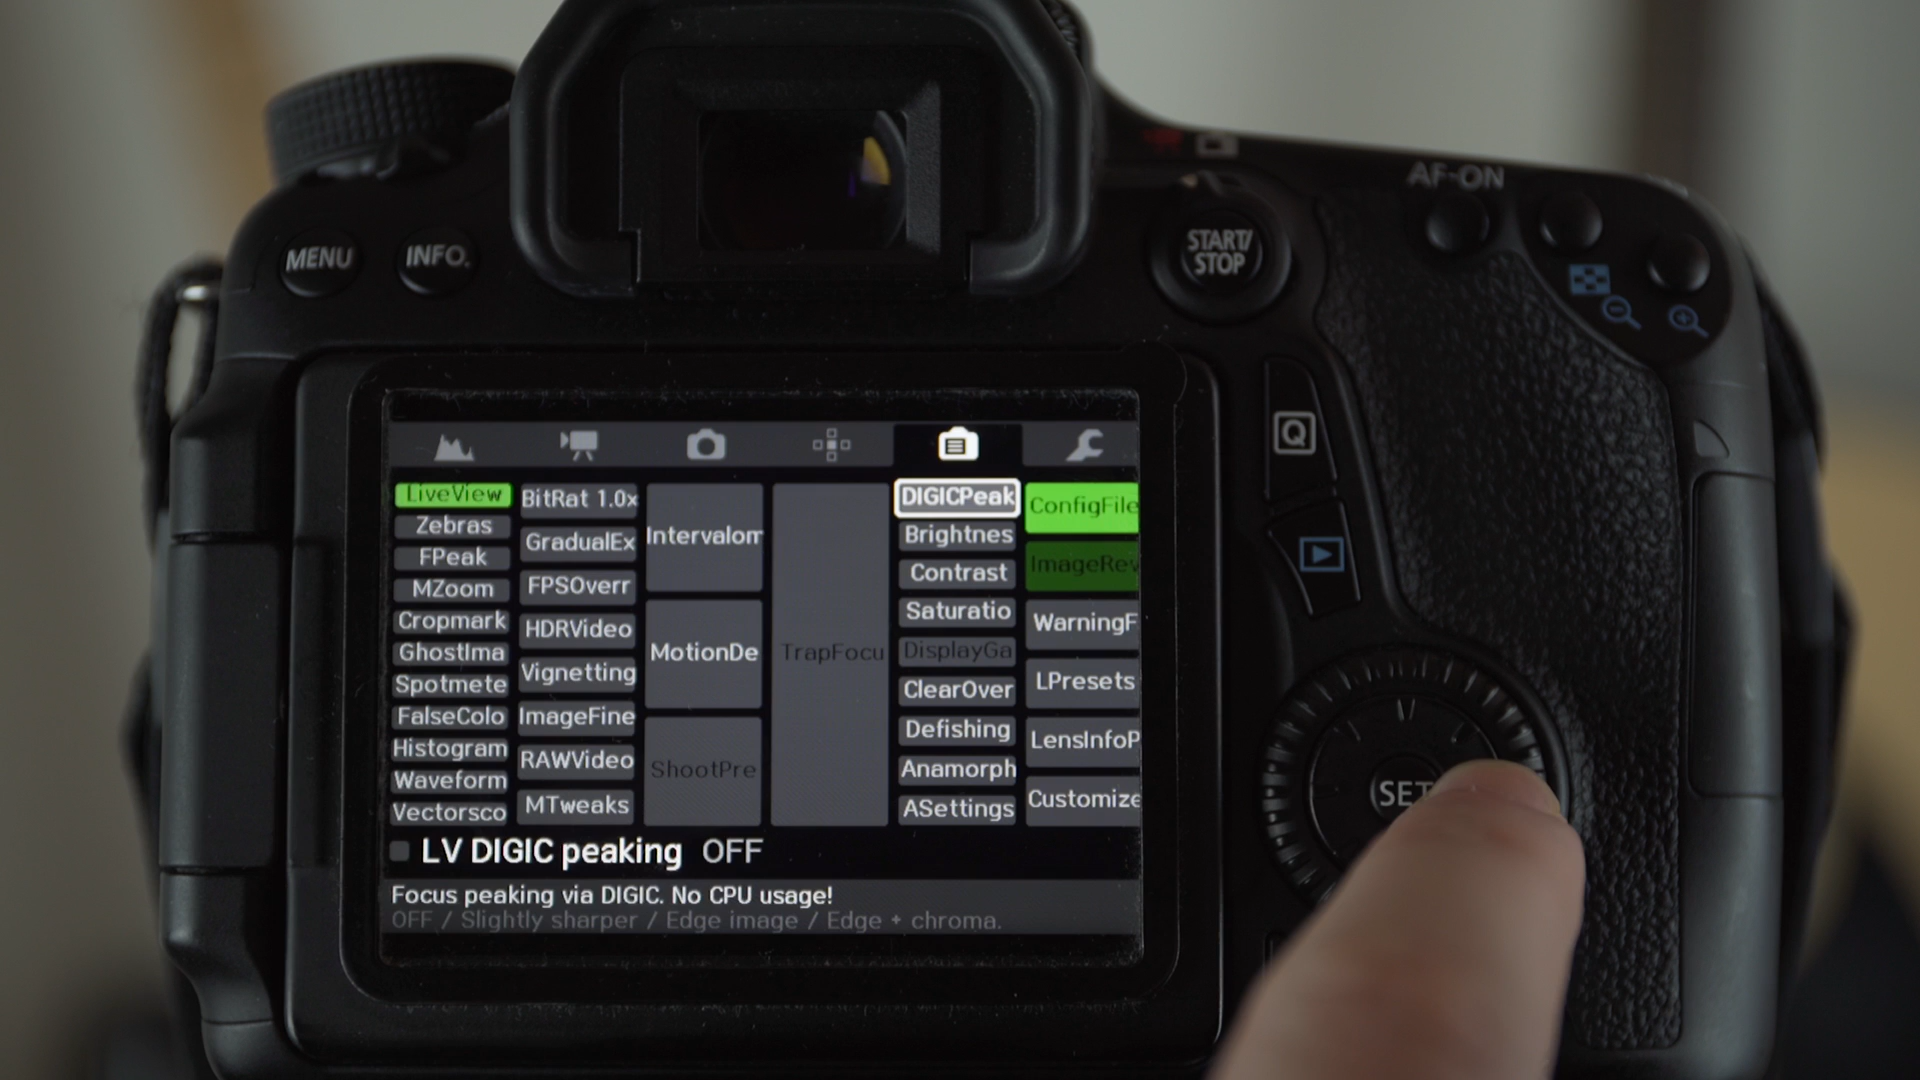 AF-ON
MENU
INFO.
START/
STOP
Q
LiveView
Zebras
FPeak
MZoom
Cropmark
GhostIma
Spotmete
FalseColo
Histogram
Waveform
Vectorsco
BitRat 1.0x
GradualEx
FPSOverr
HDRVideo
Vignetting
ImageFine
RAWVideo
MTweaks
Intervalom
MotionDe
ShootPre
TrapFocu
DIGICPeak
Brightnes
Contrast
Saturatio
DisplayGa
ClearOver
Defishing
Anamorph
ASettings
ConfigFile
ImageRev
WarningF
LPresets
LensInfoP
Customize
SET
LV DIGIC peaking OFF
Focus peaking via DIGIC. No CPU usage!
OFF / Slightly sharper / Edge image / Edge + chroma.